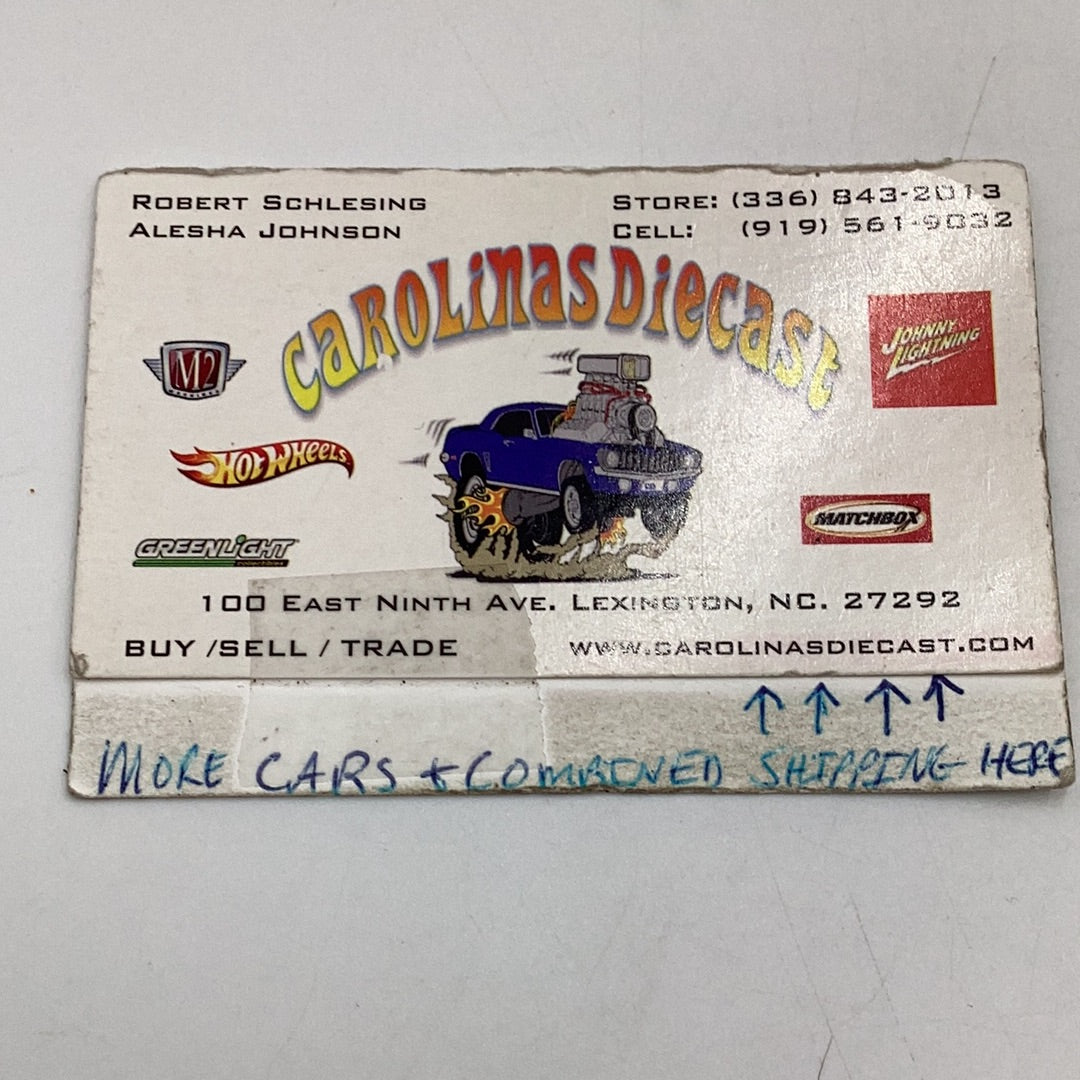 ROBERT SCHLESING
ALESHA JOHNSON
STORE: (336) 843-2013
CELL: (919) 561-9032
CAROLINAS DIECAST
M2
MACHINES
JOHNNY LIGHTNING
HOT WHEELS
MATCHBOX
GREENLIGHT
collectibles
100 EAST NINTH AVE. LEXINGTON, NC. 27292
BUY /SELL / TRADE
WWW.CAROLINASDIECAST.COM
MORE CARS + COMBINED SHIPPING HERE